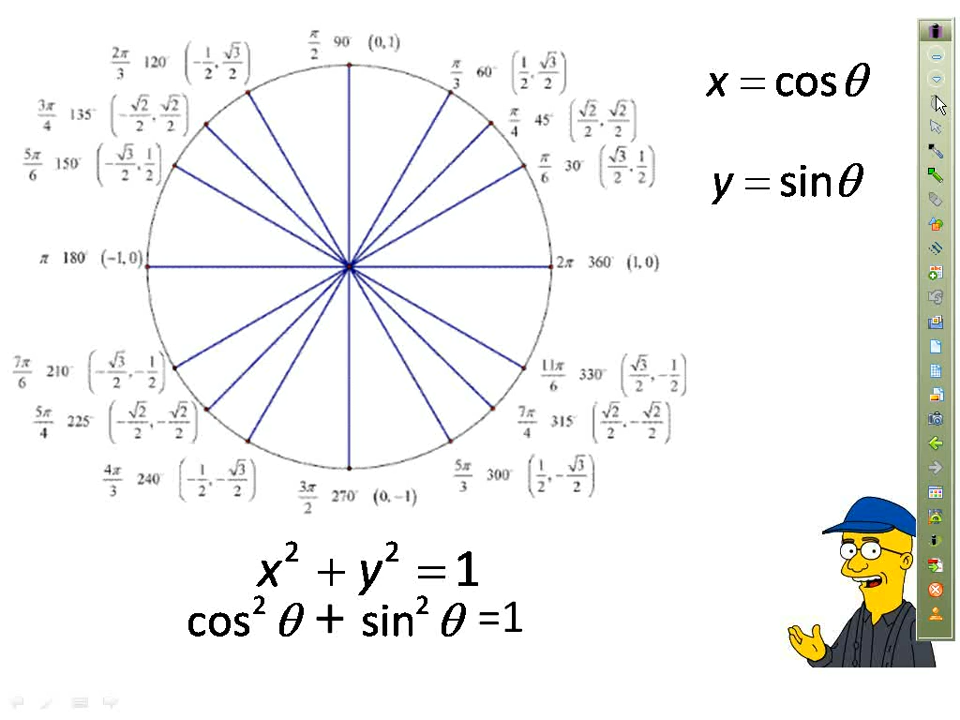 π/2 90° (0, 1)
2π/3 120° (-1/2, √3/2)
π/3 60° (1/2, √3/2)
3π/4 135° (-√2/2, √2/2)
π/4 45° (√2/2, √2/2)
5π/6 150° (-√3/2, 1/2)
π/6 30° (√3/2, 1/2)
π 180° (-1, 0)
2π 360° (1, 0)
7π/6 210° (-√3/2, -1/2)
11π/6 330° (√3/2, -1/2)
5π/4 225° (-√2/2, -√2/2)
7π/4 315° (√2/2, -√2/2)
4π/3 240° (-1/2, -√3/2)
5π/3 300° (1/2, -√3/2)
3π/2 270° (0, -1)
x = cosθ
y = sinθ
x² + y² = 1
cos² θ + sin² θ =1